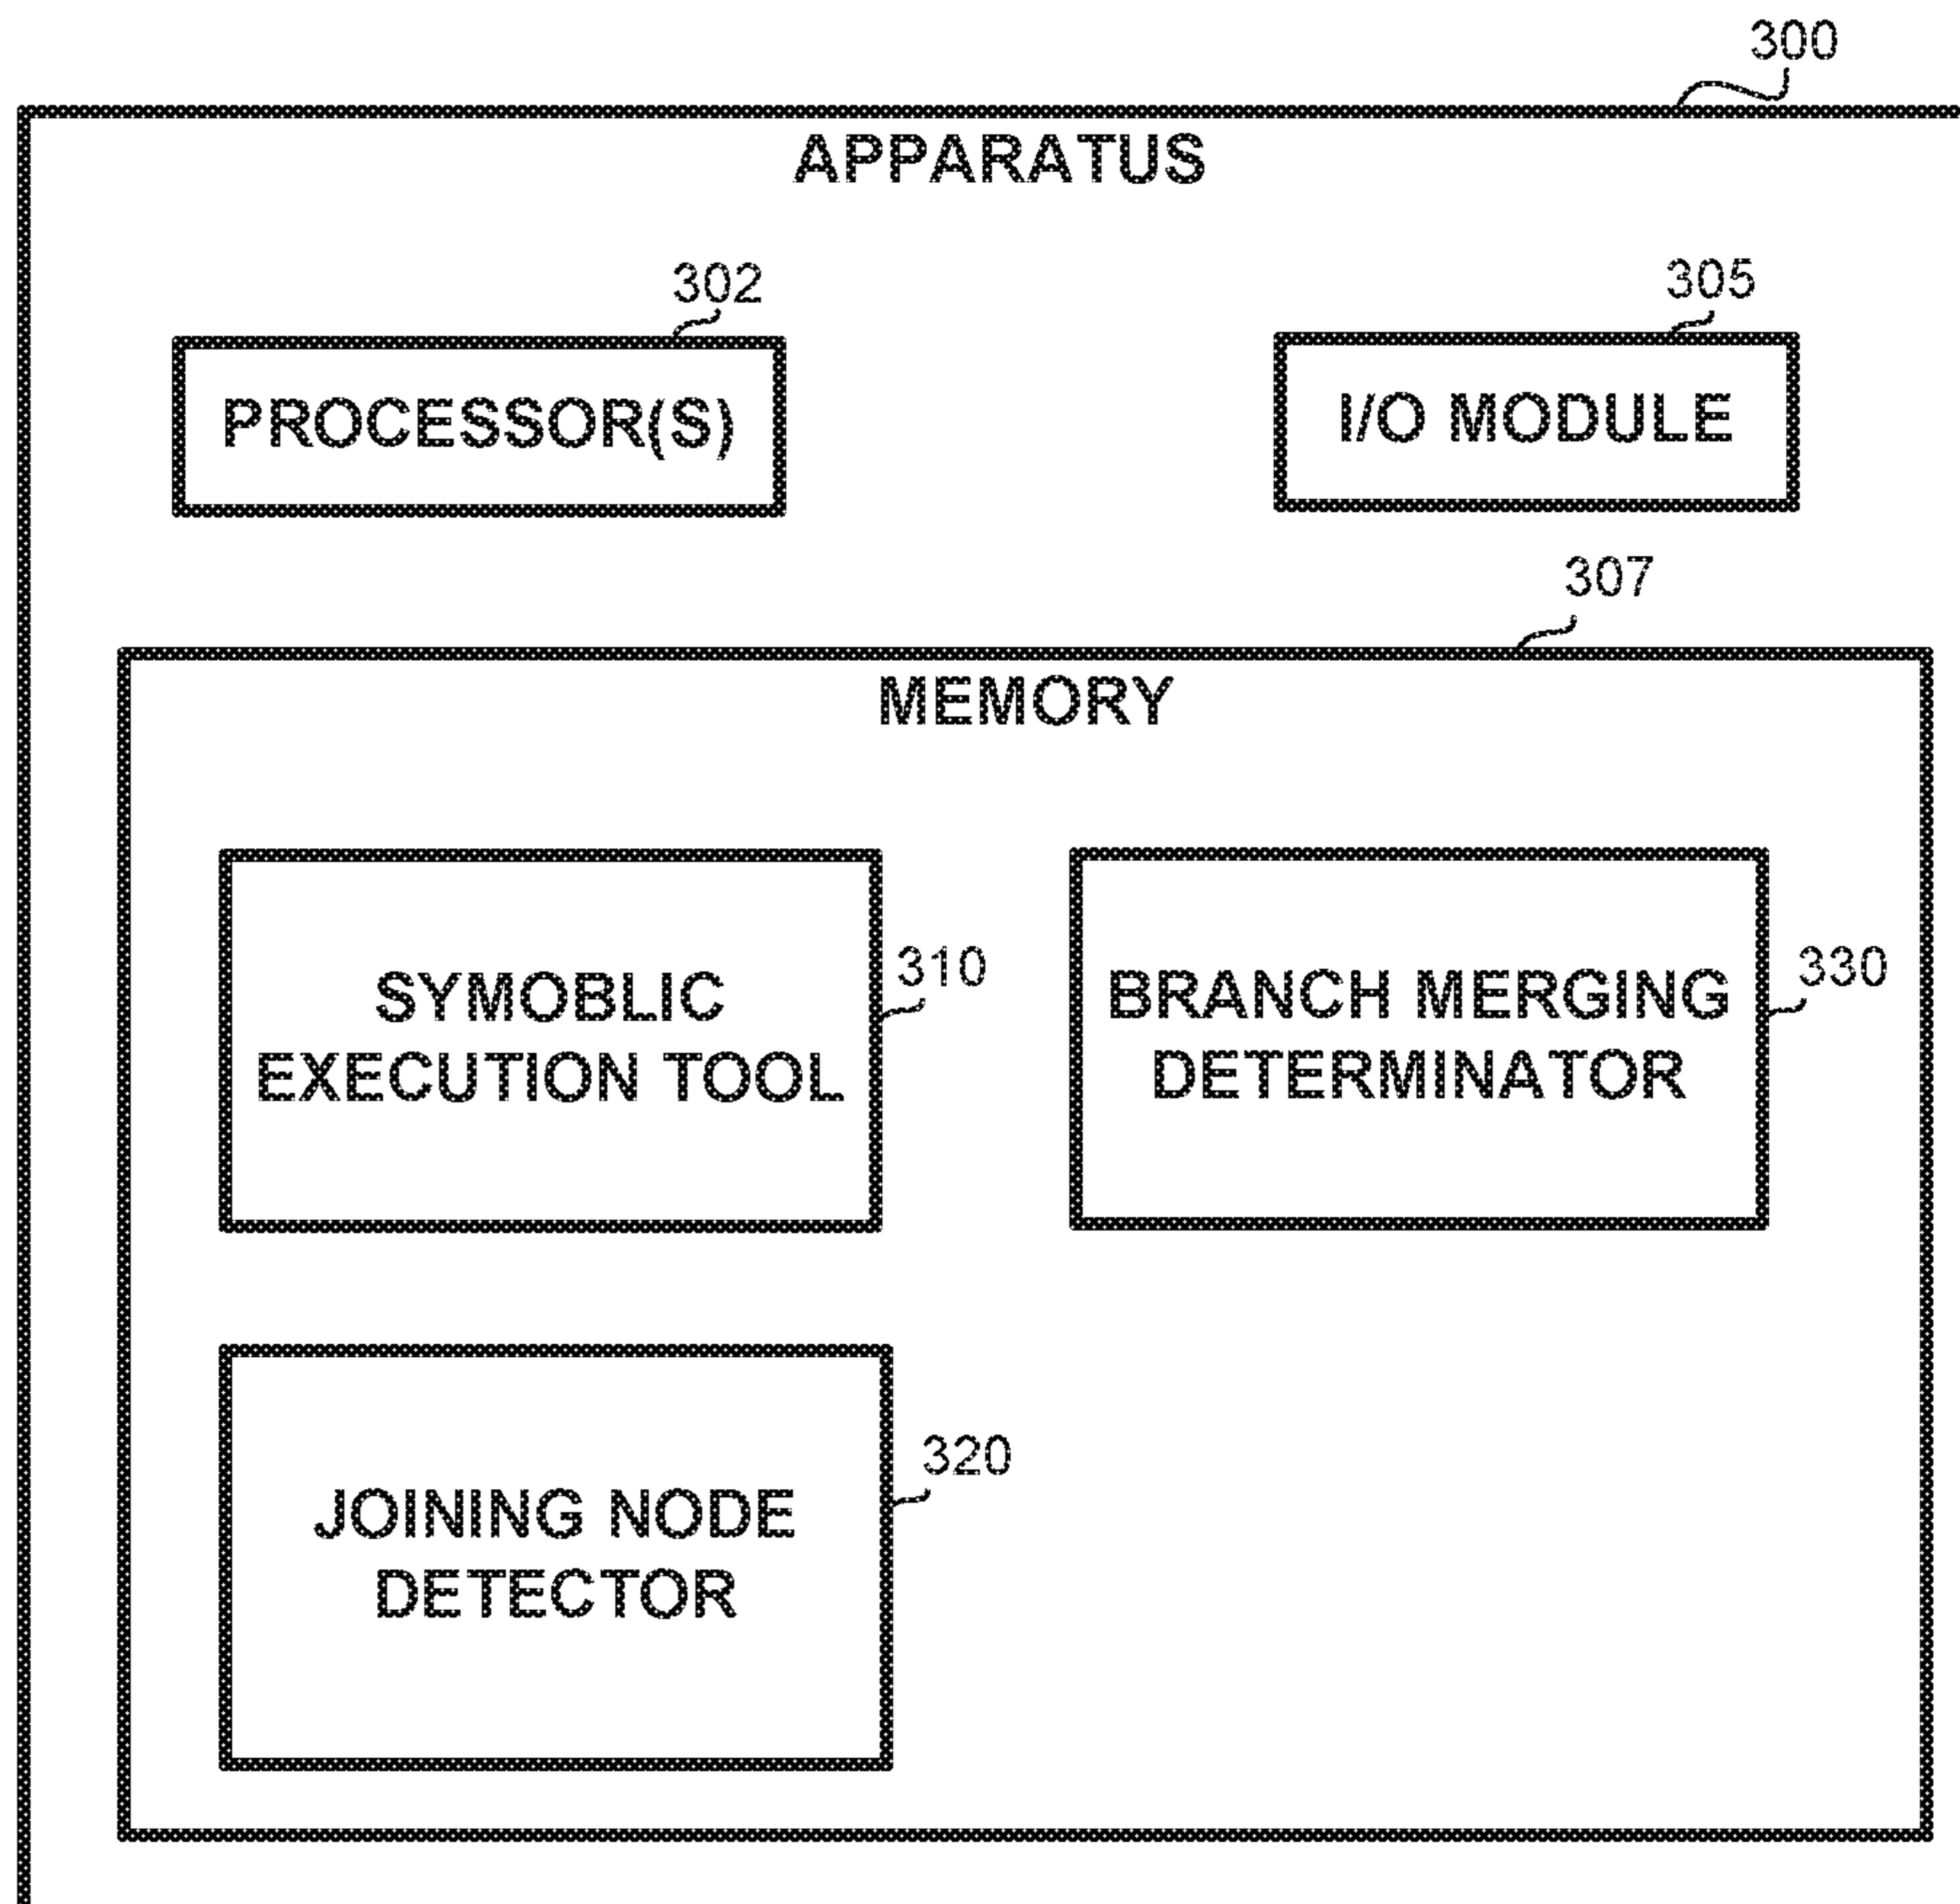 300
APPARATUS
302
305
PROCESSOR(S)
I/O MODULE
307
MEMORY
SYMOBLIC
EXECUTION TOOL
310
BRANCH MERGING
DETERMINATOR
330
JOINING NODE
DETECTOR
320